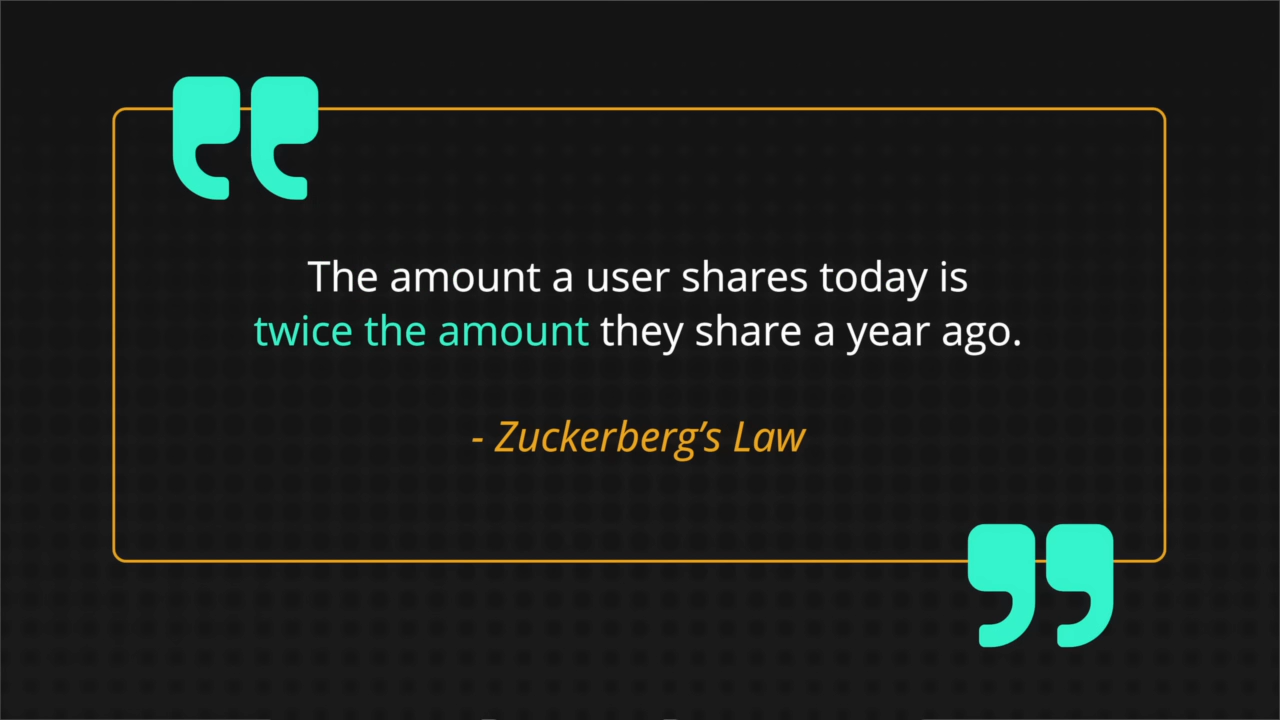 The amount a user shares today is
twice the amount they share a year ago.
- Zuckerberg’s Law